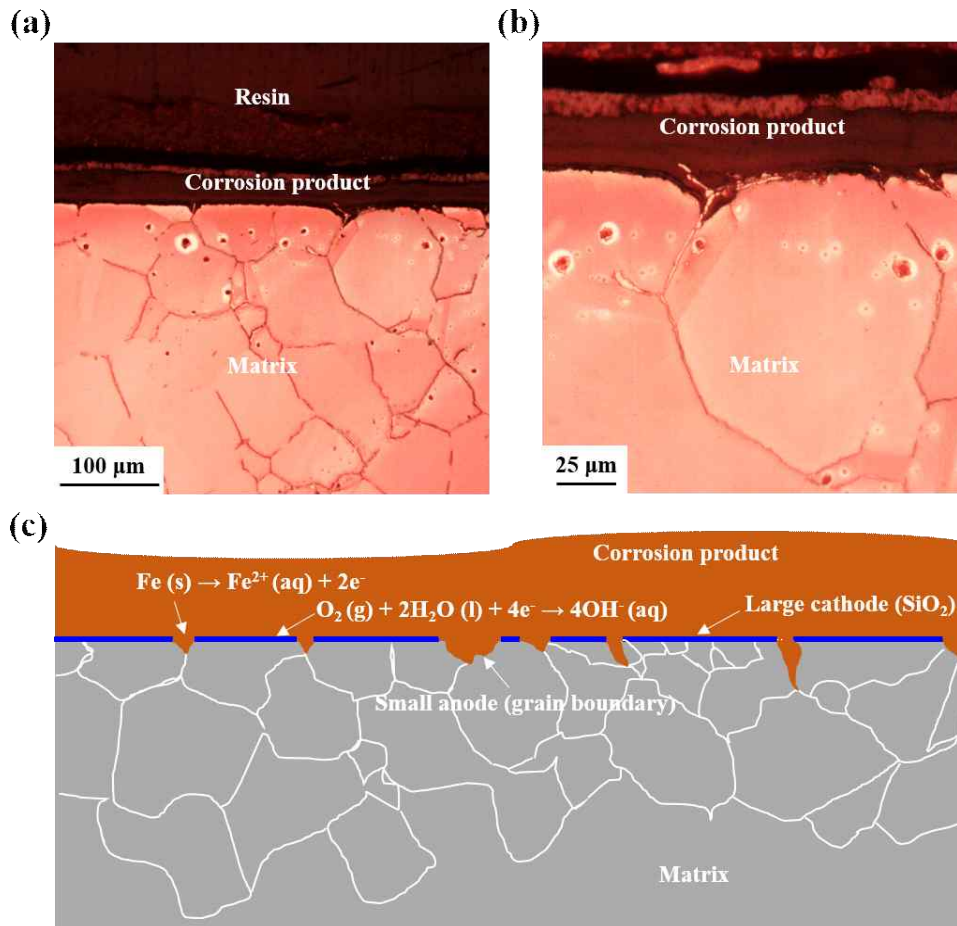 (a)
Resin
Corrosion product
Matrix
100 μm
(b)
Corrosion product
Matrix
25 μm
(c)
Corrosion product
Fe (s) → Fe²⁺ (aq) + 2e⁻
O₂ (g) + 2H₂O (l) + 4e⁻ → 4OH⁻ (aq)
Large cathode (SiO₂)
Small anode (grain boundary)
Matrix